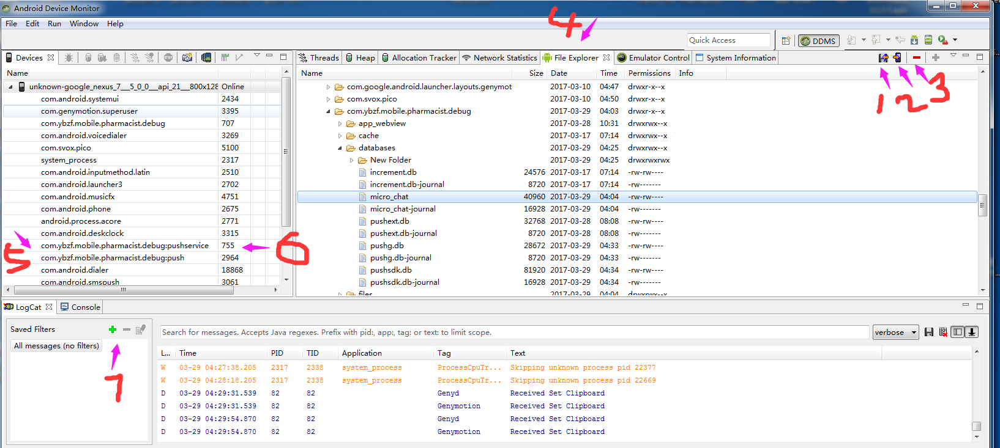 Android Device Monitor
File Edit Run Window Help
4
Quick Access DDMS
Devices Threads Heap Allocation Tracker Network Statistics File Explorer Emulator Control System Information
1 2 3
Name
unknown-google_nexus_7__5_0_0__api_21__800x128 Online
com.android.systemui 2434
com.genymotion.superuser 3395
com.ybzf.mobile.pharmacist.debug 707
com.android.voicedialer 3269
com.svox.pico 5100
system_process 2317
com.android.inputmethod.latin 2510
com.android.launcher3 2702
com.android.musicfx 4751
com.android.phone 2675
android.process.acore 2771
com.android.deskclock 3315
com.ybzf.mobile.pharmacist.debug:pushservice 755
com.ybzf.mobile.pharmacist.debug:push 2964
com.android.dialer 18868
com.android.smspush 3061
5
6
Name Size Date Time Permissions Info
com.google.android.launcher.layouts.genymot 2017-03-10 04:47 drwxr-x--x
com.svox.pico 2017-03-10 04:50 drwxr-x--x
com.ybzf.mobile.pharmacist.debug 2017-03-29 04:03 drwxr-x--x
app_webview 2017-03-28 10:31 drwxrwx--x
cache 2017-03-17 07:14 drwxrwx--x
databases 2017-03-29 04:25 drwxrwx--x
New Folder 2017-03-29 04:25 drwxrwxrwx
increment.db 24576 2017-03-17 07:14 -rw-rw----
increment.db-journal 8720 2017-03-17 07:14 -rw-------
micro_chat 40960 2017-03-29 04:04 -rw-rw----
micro_chat-journal 16928 2017-03-29 04:04 -rw-------
pushext.db 32768 2017-03-28 08:08 -rw-rw----
pushext.db-journal 8720 2017-03-28 08:08 -rw-------
pushg.db 28672 2017-03-29 04:33 -rw-rw----
pushg.db-journal 8720 2017-03-29 04:33 -rw-------
pushsdk.db 81920 2017-03-29 04:34 -rw-rw----
pushsdk.db-journal 16928 2017-03-29 04:34 -rw-------
files 2017-03-29 04:04 drwxrwx--x
LogCat Console
Saved Filters
All messages (no filters)
7
Search for messages. Accepts Java regexes. Prefix with pid:, app:, tag: or text: to limit scope. verbose
L... Time PID TID Application Tag Text
W 03-29 04:27:38.205 2317 2338 system_process ProcessCpuTr... Skipping unknown process pid 22377
W 03-29 04:28:18.205 2317 2338 system_process ProcessCpuTr... Skipping unknown process pid 22669
D 03-29 04:29:31.539 82 82 Genyd Received Set Clipboard
D 03-29 04:29:31.539 82 82 Genymotion Received Set Clipboard
D 03-29 04:29:54.870 82 82 Genyd Received Set Clipboard
D 03-29 04:29:54.870 82 82 Genymotion Received Set Clipboard